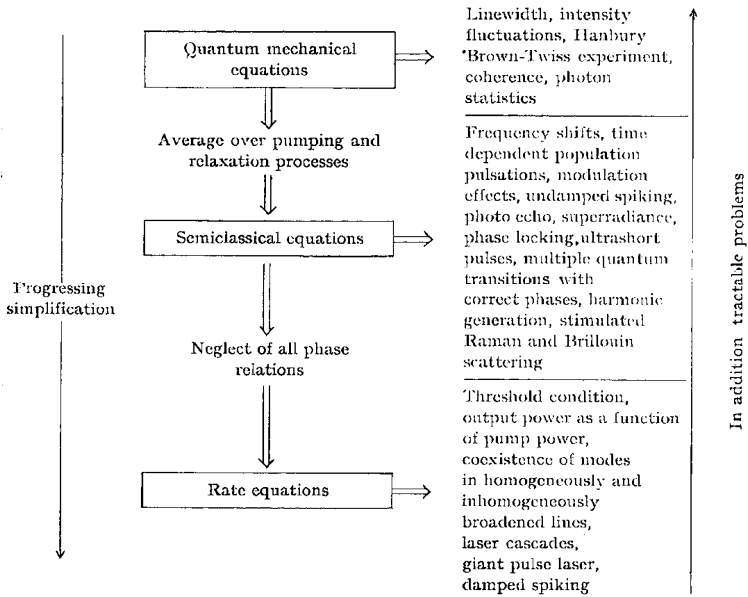 Quantum mechanical
equations
Linewidth, intensity
fluctuations, Hanbury
Brown-Twiss experiment,
coherence, photon
statistics
Average over pumping and
relaxation processes
Semiclassical equations
Frequency shifts, time
dependent population
pulsations, modulation
effects, undamped spiking,
photo echo, superradiance,
phase locking,ultrashort
pulses, multiple quantum
transitions with
correct phases, harmonic
generation, stimulated
Raman and Brillouin
scattering
Progressing
simplification
Neglect of all phase
relations
Rate equations
Threshold condition,
output power as a function
of pump power,
coexistence of modes
in homogeneously and
inhomogeneously
broadened lines,
laser cascades,
giant pulse laser,
damped spiking
In addition tractable problems